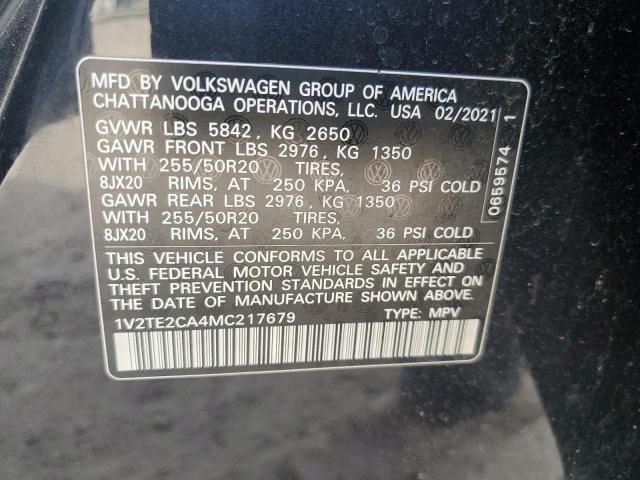 MFD BY VOLKSWAGEN GROUP OF AMERICA
CHATTANOOGA OPERATIONS, LLC. USA 02/2021
GVWR LBS 5842, KG 2650
GAWR FRONT LBS 2976, KG 1350
WITH 255/50R20 TIRES,
8JX20 RIMS, AT 250 KPA, 36 PSI COLD
GAWR REAR LBS 2976, KG 1350
WITH 255/50R20 TIRES,
8JX20 RIMS, AT 250 KPA, 36 PSI COLD
THIS VEHICLE CONFORMS TO ALL APPLICABLE
U.S. FEDERAL MOTOR VEHICLE SAFETY AND
THEFT PREVENTION STANDARDS IN EFFECT ON
THE DATE OF MANUFACTURE SHOWN ABOVE.
1V2TE2CA4MC217679 TYPE: MPV
0659574 1